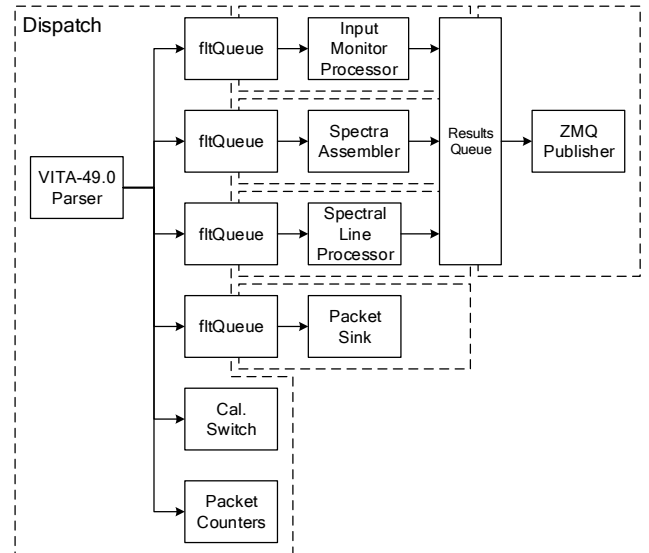 Dispatch
fltQueue
Input
Monitor
Processor
fltQueue
Spectra
Assembler
Results
Queue
ZMQ
Publisher
VITA-49.0
Parser
fltQueue
Spectral
Line
Processor
fltQueue
Packet
Sink
Cal.
Switch
Packet
Counters